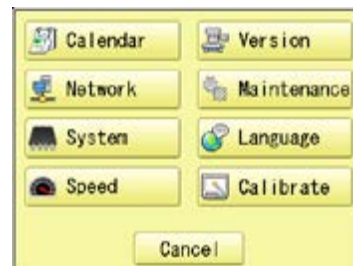 Calendar
Version
Network
Maintenance
System
Language
Speed
Calibrate
Cancel